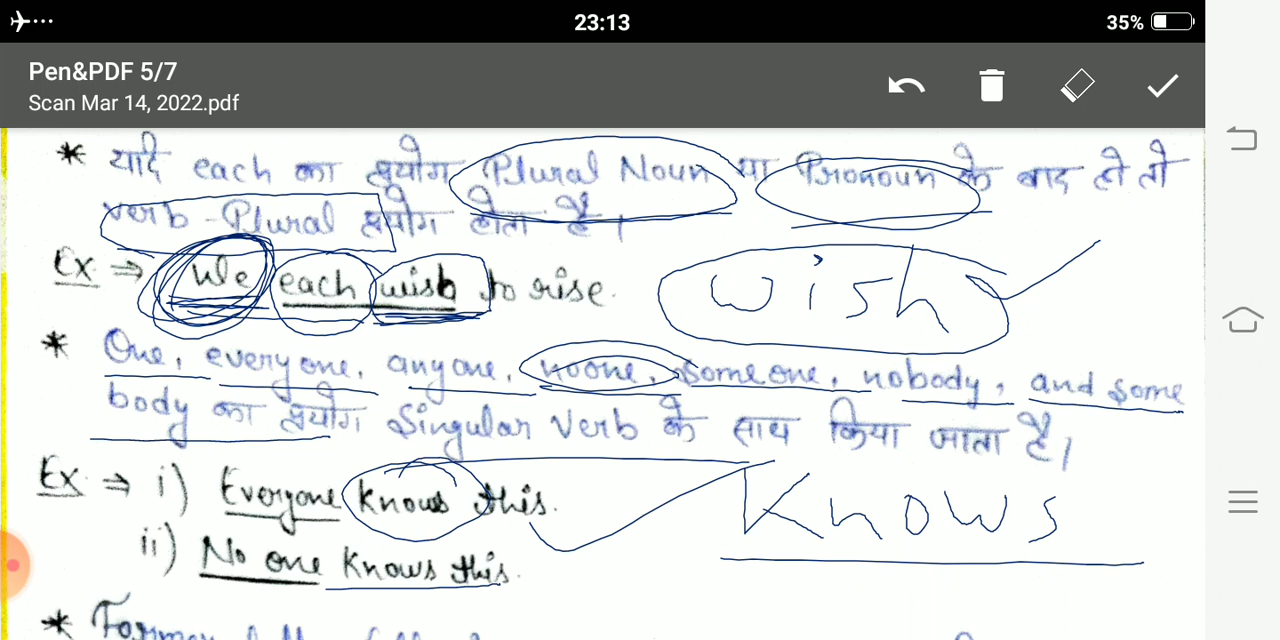 23:13 35%
Pen&PDF 5/7
Scan Mar 14, 2022.pdf
* यदि each का प्रयोग Plural Noun या Pronoun के बाद हो तो
verb - Plural प्रयोग होता है।
Ex ⇒ We each wish to rise. wish
* One, everyone, anyone, noone, someone, nobody, and some
body का प्रयोग Singular verb के साथ किया जाता है।
Ex ⇒ i) Everyone knows this. Knows
ii) No one knows this.
* Former